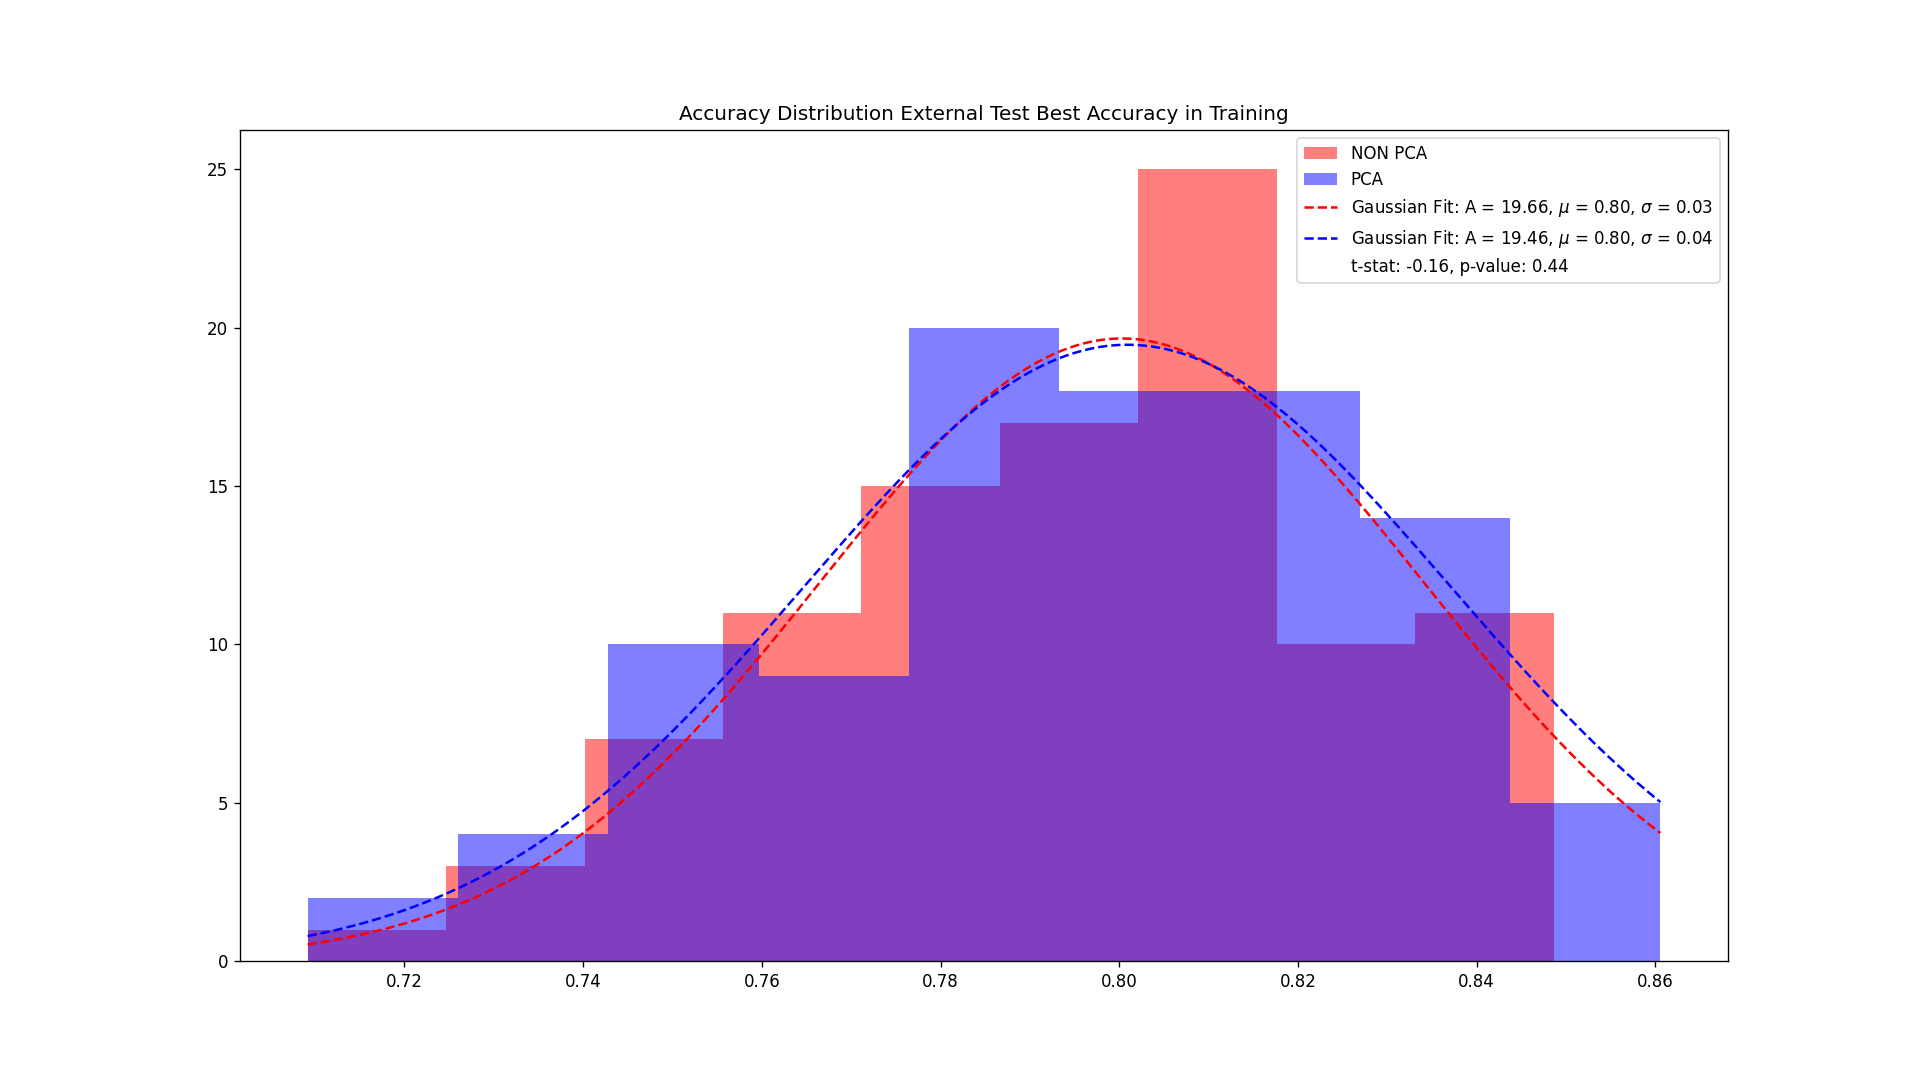 Accuracy Distribution External Test Best Accuracy in Training
NON PCA
PCA
Gaussian Fit: A = 19.66, μ = 0.80, σ = 0.03
Gaussian Fit: A = 19.46, μ = 0.80, σ = 0.04
t-stat: -0.16, p-value: 0.44
25
20
15
10
5
0
0.72 0.74 0.76 0.78 0.80 0.82 0.84 0.86